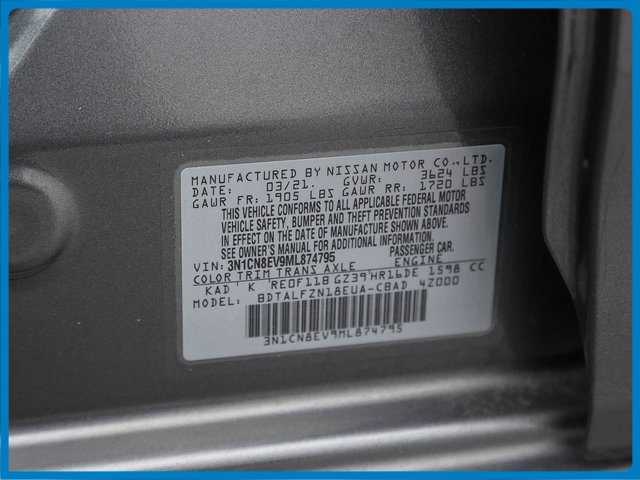 MANUFACTURED BY NISSAN MOTOR CO., LTD.
DATE: 03/21. GVWR: 3624 LBS
GAWR FR: 1905 LBS GAWR RR: 1720 LBS
THIS VEHICLE CONFORMS TO ALL APPLICABLE FEDERAL MOTOR
VEHICLE SAFETY, BUMPER AND THEFT PREVENTION STANDARDS
IN EFFECT ON THE DATE OF MANUFACTURE SHOWN ABOVE.
SEE OWNER'S MANUAL FOR ADDITIONAL INFORMATION.
VIN: 3N1CN8EV9ML874795 PASSENGER CAR.
COLOR TRIM TRANS AXLE ENGINE
KAD K RE0F11B GZ39 HR16DE 1598 CC
MODEL: BDTALFZN18EUA-CBAD 4Z000
3N1CN8EV9ML874795